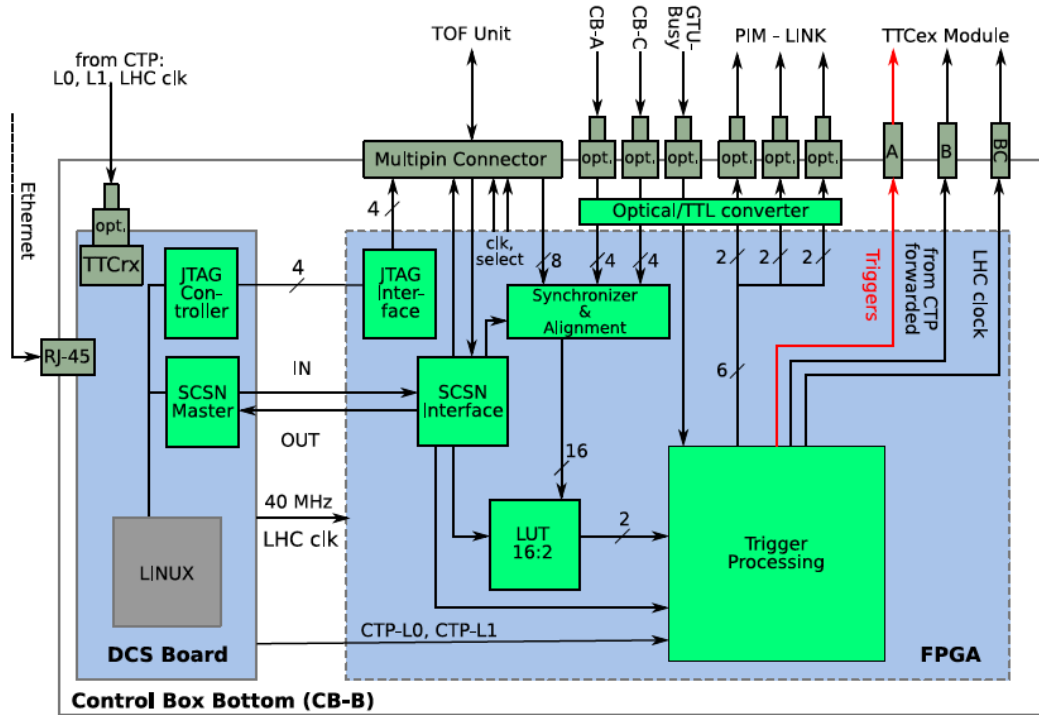 TOF Unit
CB-A
CB-C
GTU-
Busy
PIM – LINK
TTCex Module
from CTP:
L0, L1, LHC clk
Ethernet
Multipin Connector
opt.
opt.
opt.
opt.
opt.
opt.
A
B
BC
Optical/TTL converter
opt.
TTCrx
4
clk,
select
8
4
4
2
2
2
Triggers
from CTP
forwarded
LHC clock
JTAG
Con-
troller
4
JTAG
Inter-
face
Synchronizer
&
Alignment
RJ-45
SCSN
Master
IN
OUT
SCSN
Interface
6
16
40 MHz
LHC clk
LUT
16:2
2
Trigger
Processing
LINUX
CTP-L0, CTP-L1
DCS Board
FPGA
Control Box Bottom (CB-B)